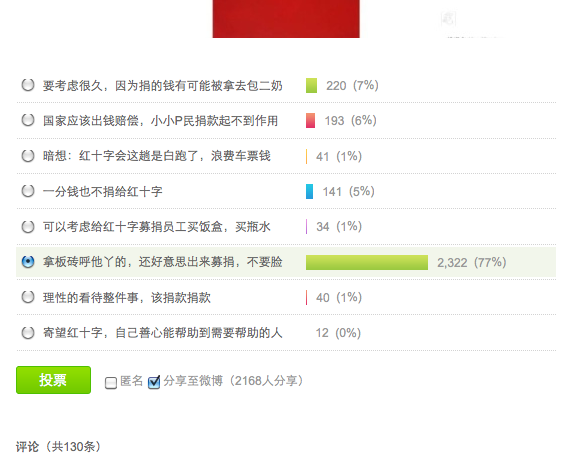 要考虑很久，因为捐的钱有可能被拿去包二奶 220 (7%)
国家应该出钱赔偿，小小P民捐款起不到作用 193 (6%)
暗想：红十字会这趟是白跑了，浪费车票钱 41 (1%)
一分钱也不捐给红十字 141 (5%)
可以考虑给红十字募捐员工买饭盒，买瓶水 34 (1%)
拿板砖呼他丫的，还好意思出来募捐，不要脸 2,322 (77%)
理性的看待整件事，该捐款捐款 40 (1%)
寄望红十字，自己善心能帮助到需要帮助的人 12 (0%)
投票 匿名 分享至微博（2168人分享）
评论（共130条）